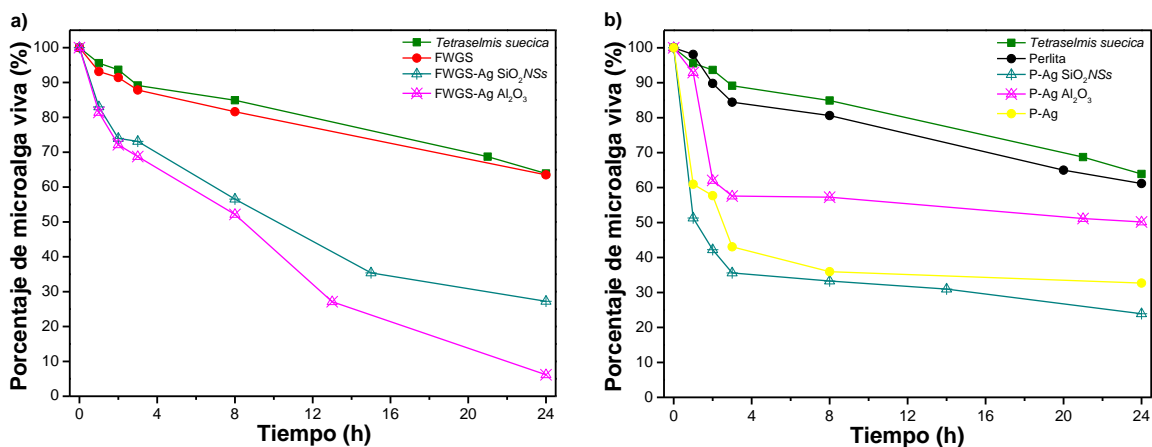 a)
Porcentaje de microalga viva (%)
100
90
80
70
60
50
40
30
20
10
0
Tetraselmis suecica
FWGS
FWGS-Ag SiO₂NSs
FWGS-Ag Al₂O₃
0 4 8 12 16 20 24
Tiempo (h)
b)
Porcentaje de microalga viva (%)
100
90
80
70
60
50
40
30
20
10
0
Tetraselmis suecica
Perlita
P-Ag SiO₂NSs
P-Ag Al₂O₃
P-Ag
0 4 8 12 16 20 24
Tiempo (h)